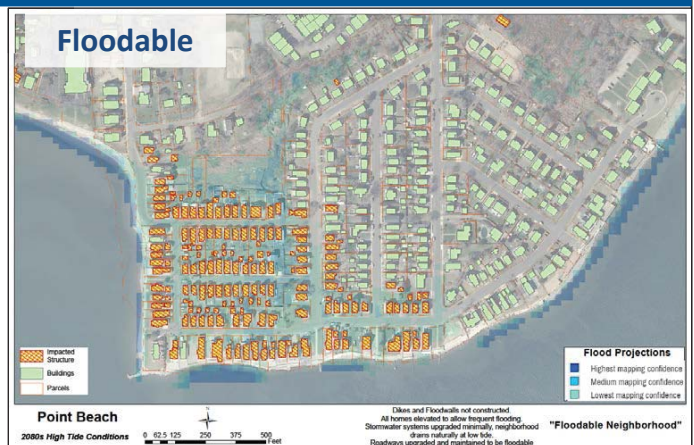 Floodable
Impacted
Structure
Buildings
Parcels
Flood Projections
Highest mapping confidence
Medium mapping confidence
Lowest mapping confidence
Point Beach
2080s High Tide Conditions
0 62.5 125 250 375 500
Feet
Dikes and Floodwalls not constructed.
All homes elevated to allow frequent flooding.
Stormwater systems upgraded minimally, neighborhood
drains naturally at low tide.
Roadways upgraded and maintained to be floodable
"Floodable Neighborhood"